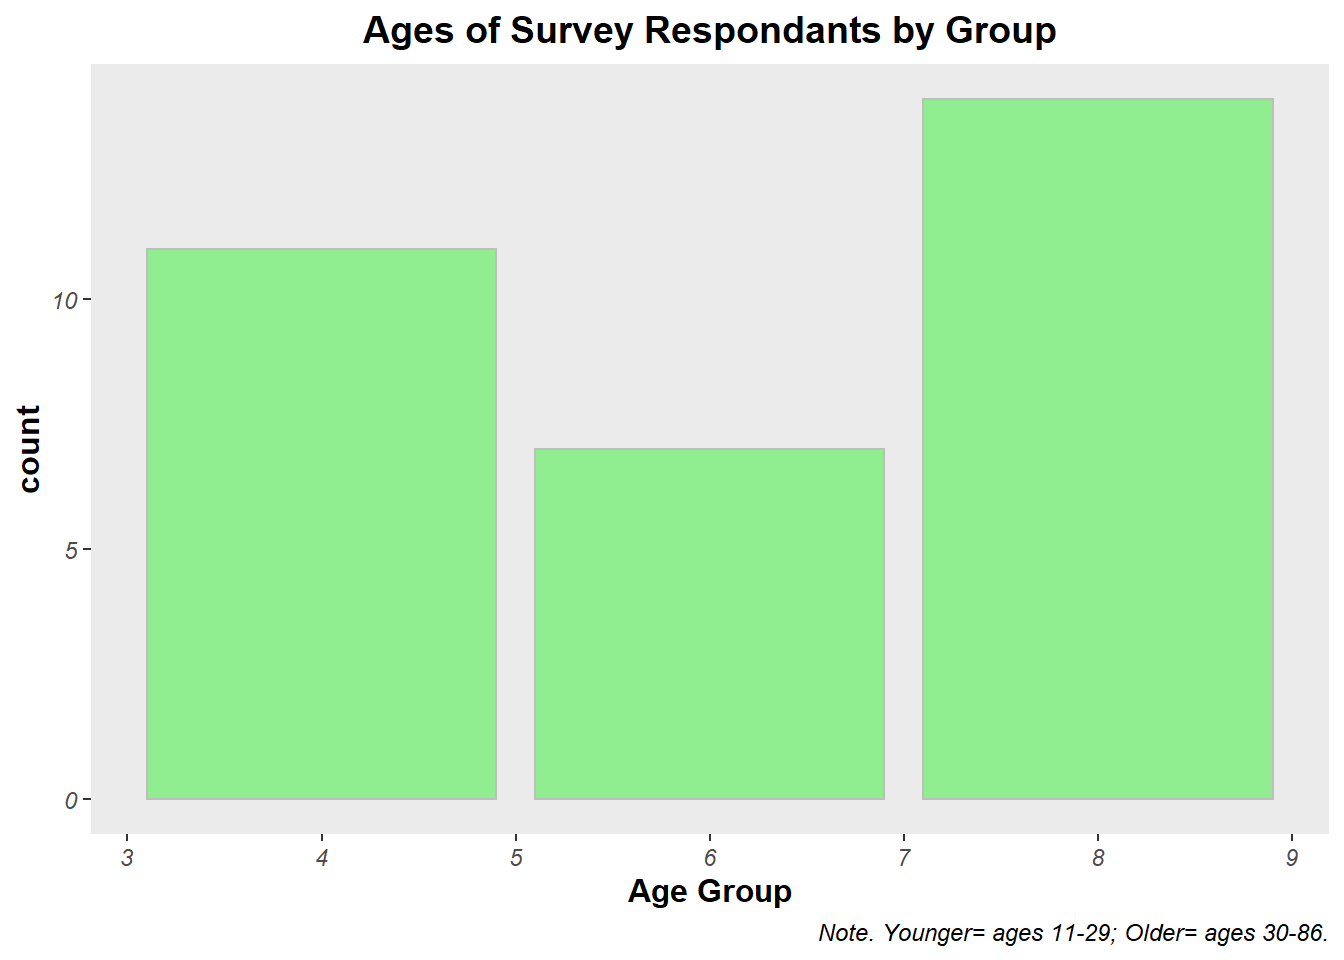 Ages of Survey Respondants by Group
count
10
5
0
3 4 5 6 7 8 9
Age Group
Note. Younger= ages 11-29; Older= ages 30-86.